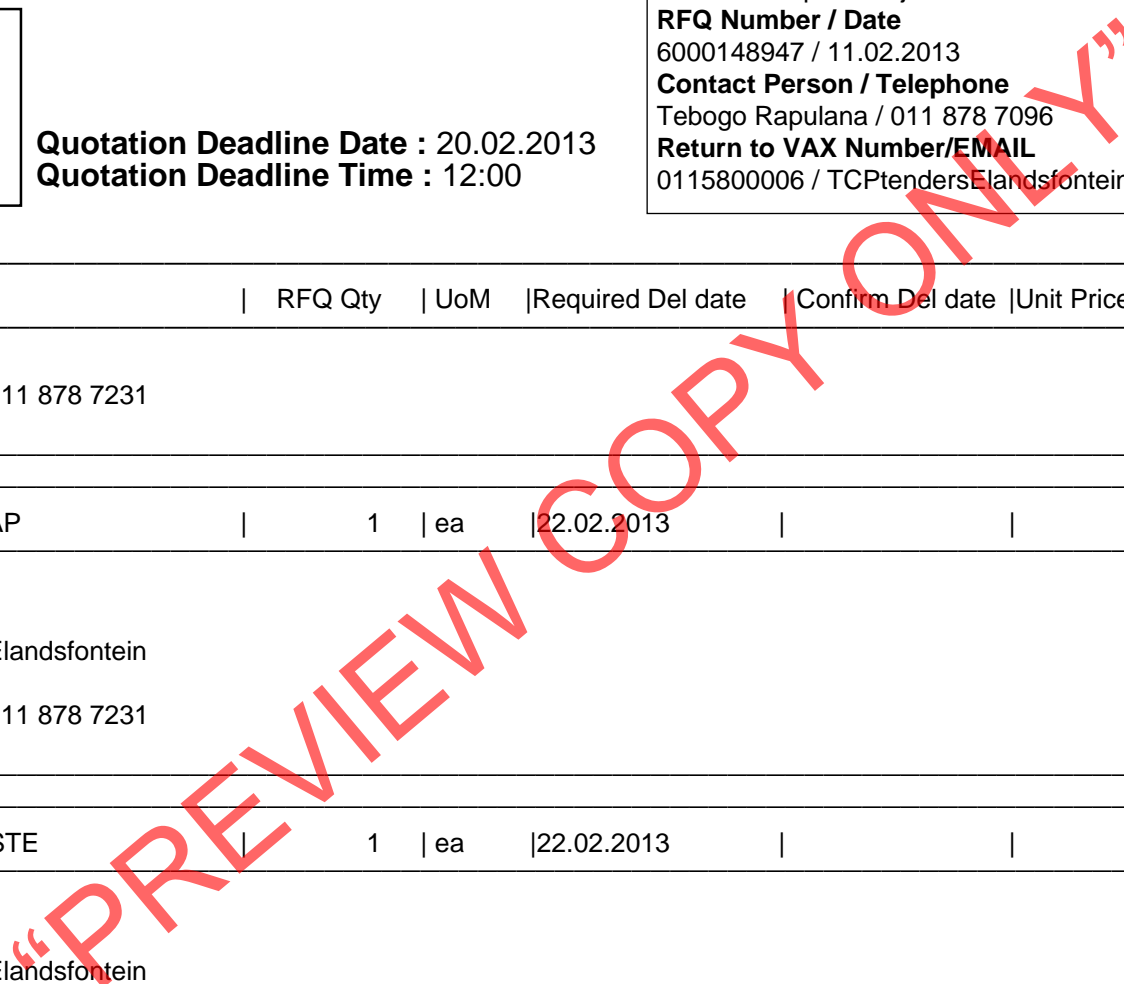 RFQ Number / Date
6000148947 / 11.02.2013
Contact Person / Telephone
Tebogo Rapulana / 011 878 7096
Quotation Deadline Date : 20.02.2013
Return to VAX Number/EMAIL
Quotation Deadline Time : 12:00
0115800006 / TCPtendersElandsfontein
| RFQ Qty | UoM |Required Del date | Confirm Del date |Unit Price
11 878 7231
AP | 1 | ea |22.02.2013 | |
Elandsfontein
11 878 7231
STE | 1 | ea |22.02.2013 | |
Elandsfontein
“PREVIEW COPY ONLY”